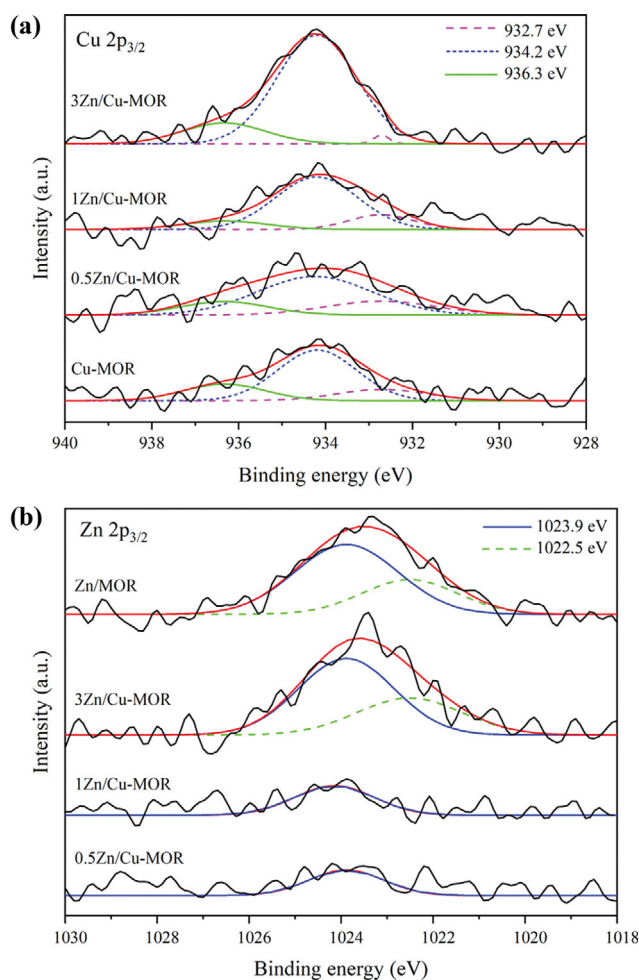 (a)
Cu 2p3/2
932.7 eV
934.2 eV
936.3 eV
3Zn/Cu-MOR
1Zn/Cu-MOR
0.5Zn/Cu-MOR
Cu-MOR
Intensity (a.u.)
940 938 936 934 932 930 928
Binding energy (eV)
(b)
Zn 2p3/2
1023.9 eV
1022.5 eV
Zn/MOR
3Zn/Cu-MOR
1Zn/Cu-MOR
0.5Zn/Cu-MOR
Intensity (a.u.)
1030 1028 1026 1024 1022 1020 1018
Binding energy (eV)